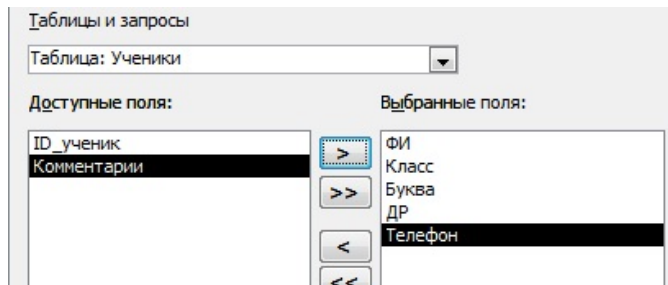 Таблицы и запросы
Таблица: Ученики
Доступные поля:
Выбранные поля:
ID_ученик
Комментарии
>
>>
<
<<
ФИ
Класс
Буква
ДР
Телефон